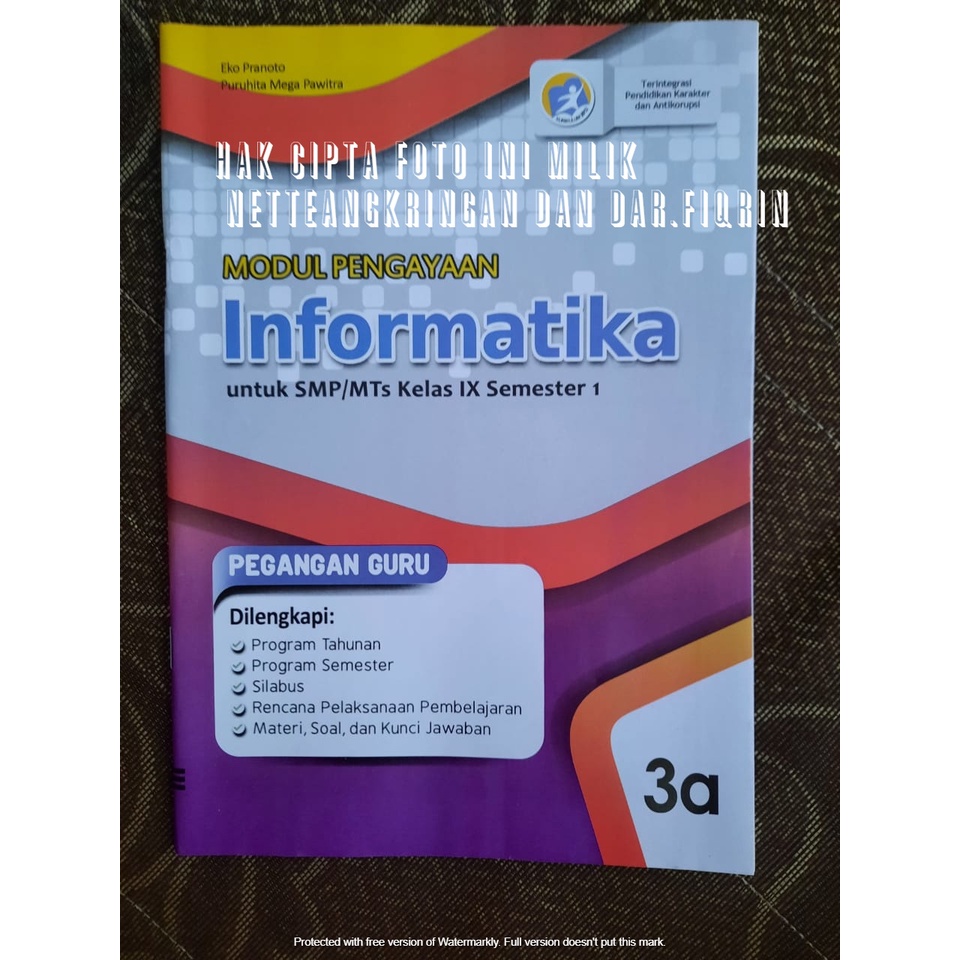 Eko Pranoto
Puruhita Mega Pawitra
Terintegrasi
Pendidikan Karakter
dan Antikorupsi
HAK CIPTA FOTO INI MILIK
NETTEANGKRINGAN DAN DAR.FIQRIN
MODUL PENGAYAAN
Informatika
untuk SMP/MTs Kelas IX Semester 1
PEGANGAN GURU
Dilengkapi:
Program Tahunan
Program Semester
Silabus
Rencana Pelaksanaan Pembelajaran
Materi, Soal, dan Kunci Jawaban
3a
Protected with free version of Watermarkly. Full version doesn't put this mark.